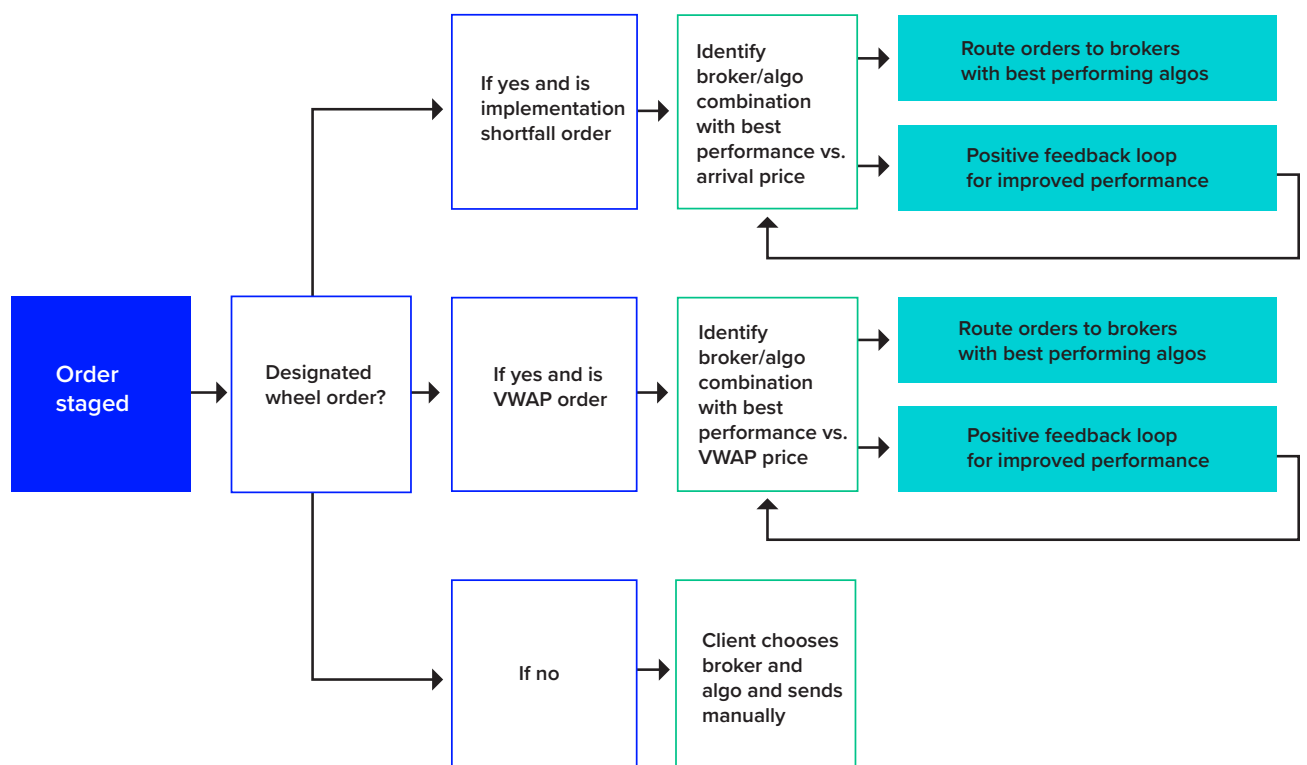 If yes and is
implementation
shortfall order
Identify
broker/algo
combination
with best
performance vs.
arrival price
Route orders to brokers
with best performing algos
Positive feedback loop
for improved performance
Order
staged
Designated
wheel order?
If yes and is
VWAP order
Identify
broker/algo
combination
with best
performance vs.
VWAP price
Route orders to brokers
with best performing algos
Positive feedback loop
for improved performance
If no
Client chooses
broker and
algo and sends
manually